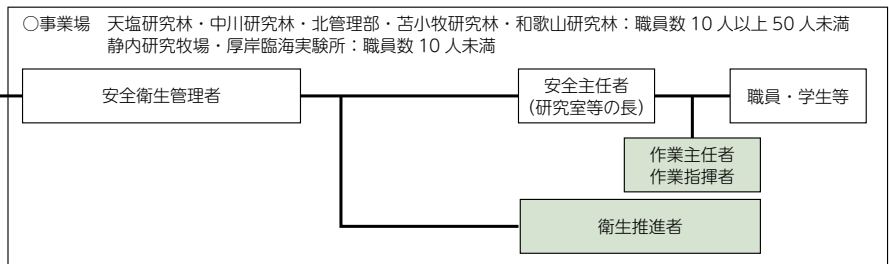 ○事業場 天塩研究林・中川研究林・北管理部・苫小牧研究林・和歌山研究林：職員数 10 人以上 50 人未満
静内研究牧場・厚岸臨海実験所：職員数 10 人未満
安全衛生管理者
安全主任者
(研究室等の長)
職員・学生等
作業主任者
作業指揮者
衛生推進者